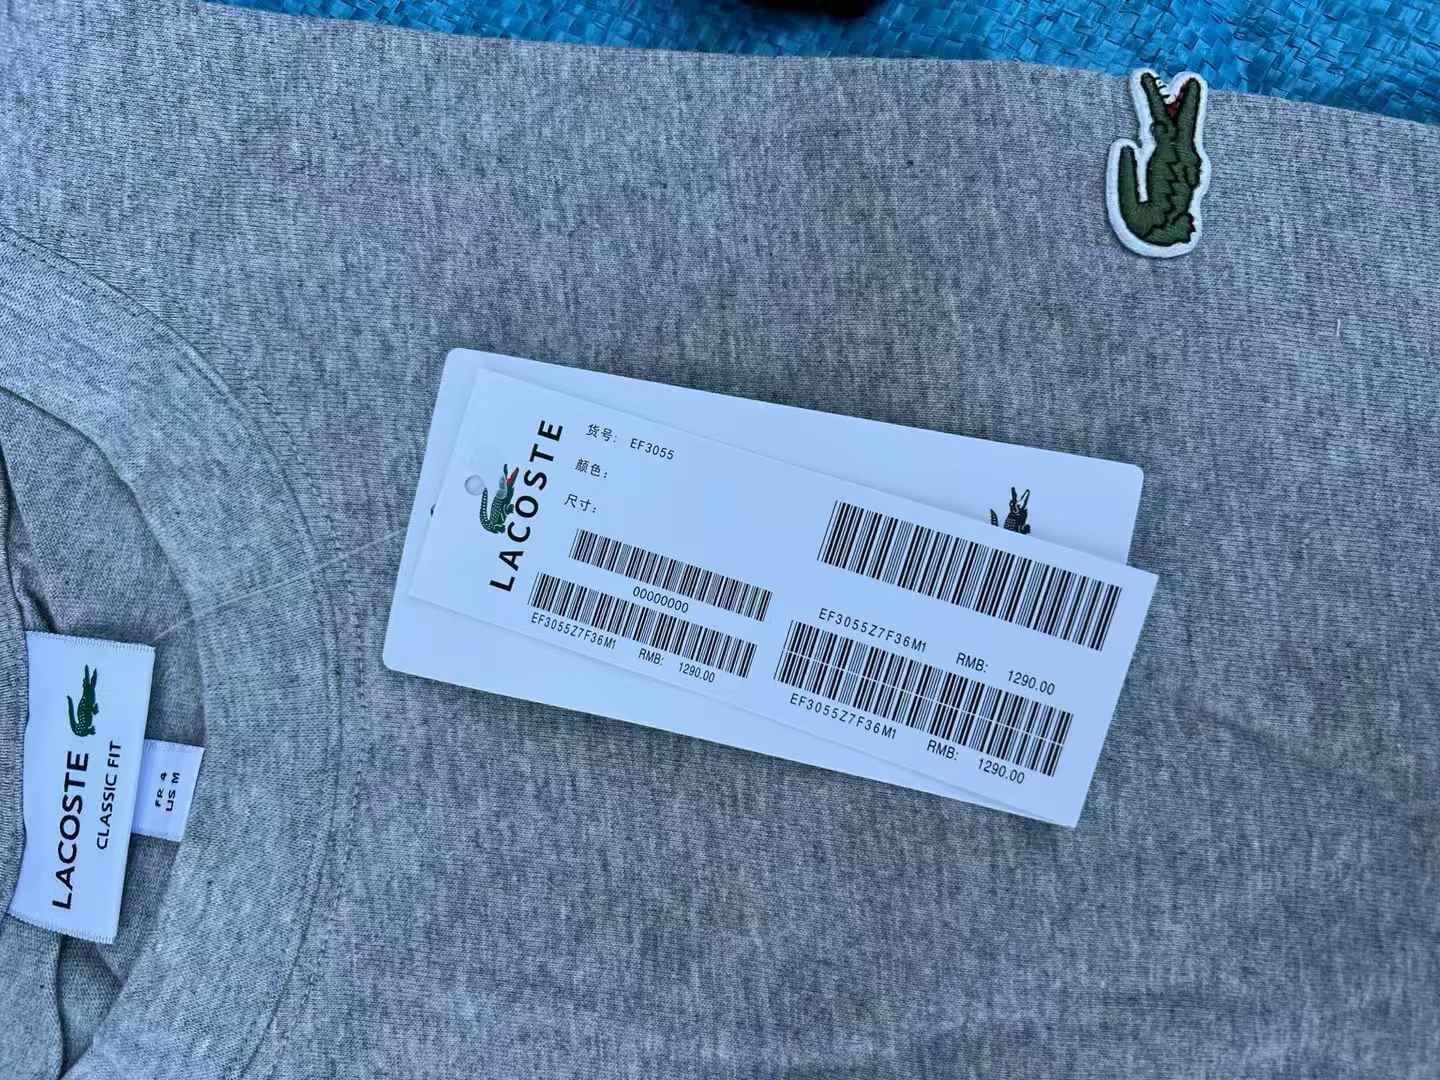 LACOSTE
货号: EF3055
颜色:
尺寸:
00000000
EF3055Z7F36M1 RMB: 1290.00
EF3055Z7F36M1 RMB: 1290.00
EF3055Z7F36M1 RMB: 1290.00
LACOSTE
CLASSIC FIT
FR 4
US M